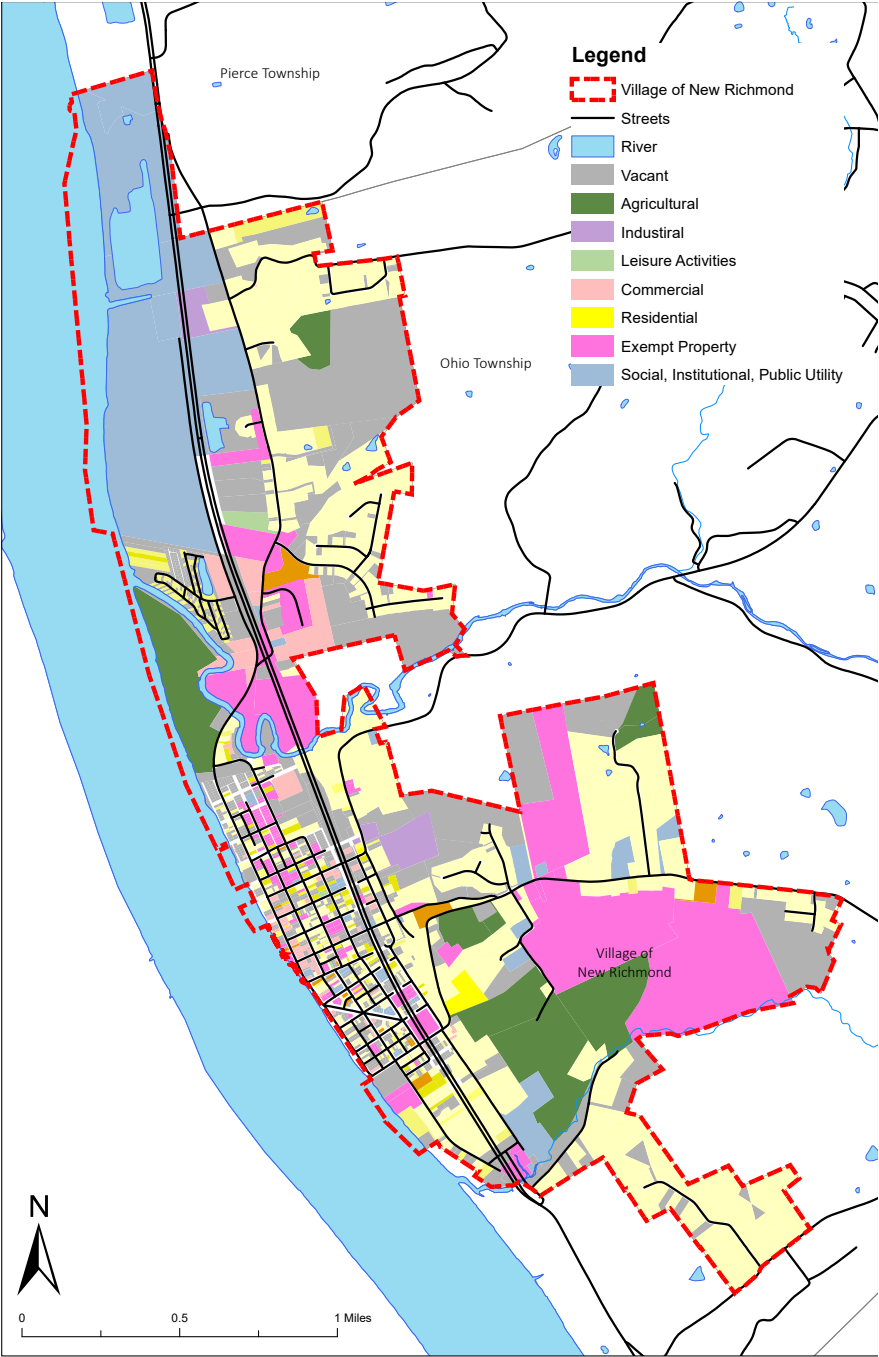 Pierce Township
Legend
Village of New Richmond
Streets
River
Vacant
Agricultural
Industiral
Leisure Activities
Commercial
Residential
Exempt Property
Social, Institutional, Public Utility
Ohio Township
Village of
New Richmond
N
0 0.5 1 Miles